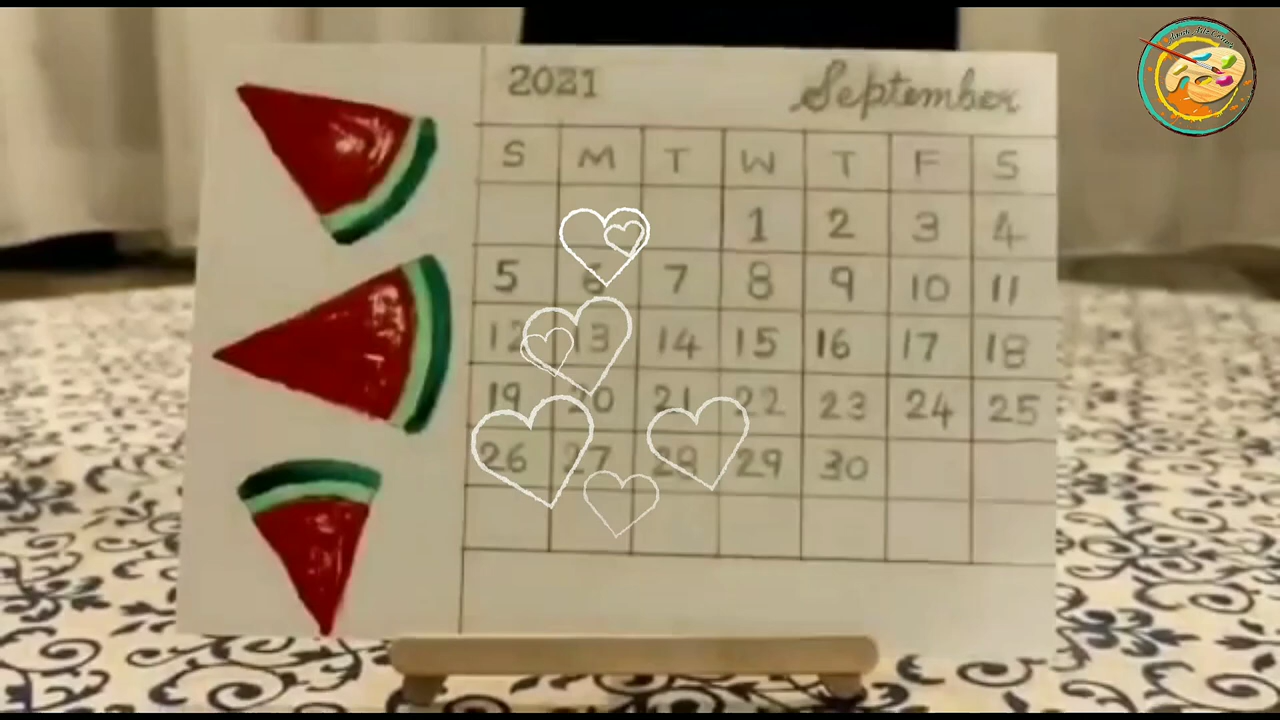 2021 September
S M T W T F S
1 2 3 4
5 6 7 8 9 10 11
12 13 14 15 16 17 18
19 20 21 22 23 24 25
26 27 28 29 30